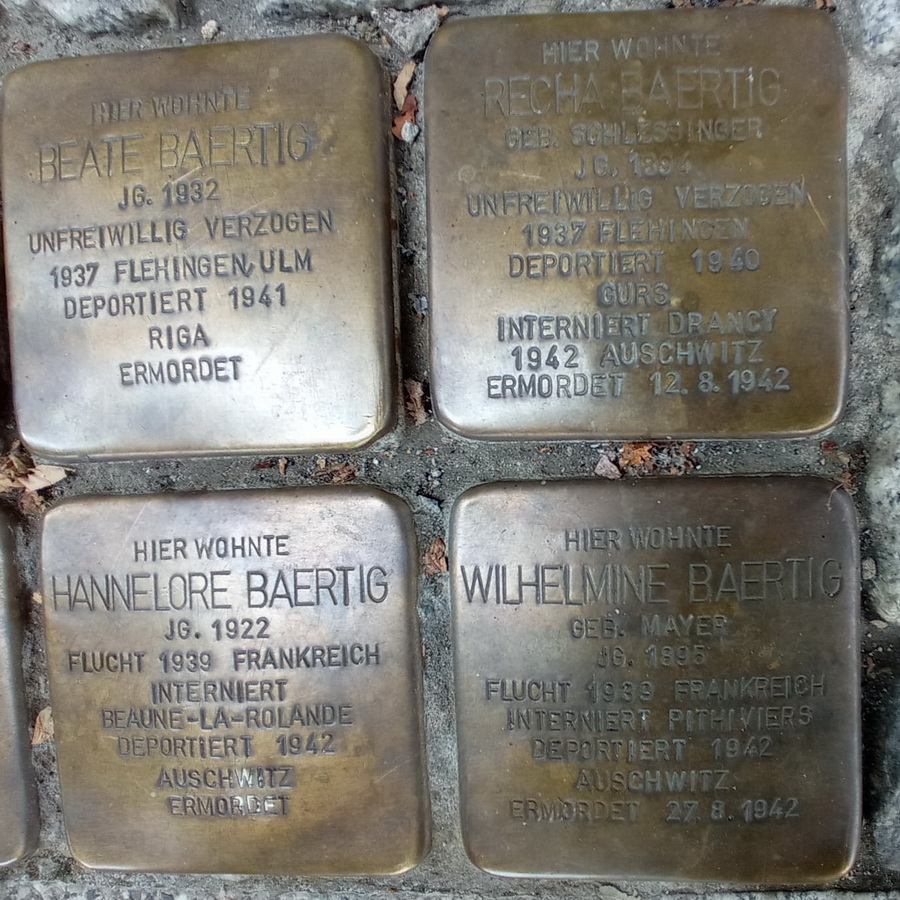 HIER WOHNTE
BEATE BAERTIG
JG. 1932
UNFREIWILLIG VERZOGEN
1937 FLEHINGEN, ULM
DEPORTIERT 1941
RIGA
ERMORDET
HIER WOHNTE
RECHA BAERTIG
GEB. SCHLESSINGER
JG. 1894
UNFREIWILLIG VERZOGEN
1937 FLEHINGEN
DEPORTIERT 1940
GURS
INTERNIERT DRANCY
1942 AUSCHWITZ
ERMORDET 12.8.1942
HIER WOHNTE
HANNELORE BAERTIG
JG. 1922
FLUCHT 1939 FRANKREICH
INTERNIERT
BEAUNE-LA-ROLANDE
DEPORTIERT 1942
AUSCHWITZ
ERMORDET
HIER WOHNTE
WILHELMINE BAERTIG
GEB. MAYER
JG. 1895
FLUCHT 1939 FRANKREICH
INTERNIERT PITHIVIERS
DEPORTIERT 1942
AUSCHWITZ
ERMORDET 27.8.1942